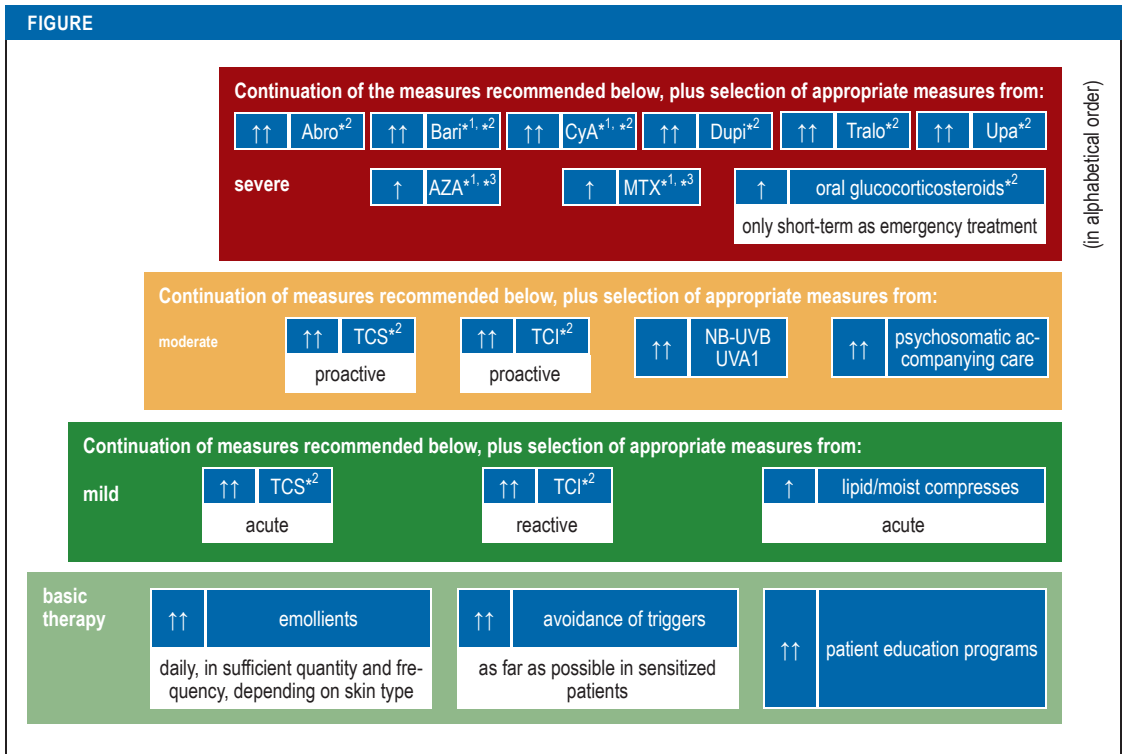 FIGURE
Continuation of the measures recommended below, plus selection of appropriate measures from:
↑↑ Abro*2 ↑↑ Bari*1, *2 ↑↑ CyA*1, *2 ↑↑ Dupi*2 ↑↑ Tralo*2 ↑↑ Upa*2
severe ↑ AZA*1, *3 ↑ MTX*1, *3 ↑ oral glucocorticosteroids*2
only short-term as emergency treatment
(in alphabetical order)
Continuation of measures recommended below, plus selection of appropriate measures from:
moderate ↑↑ TCS*2 ↑↑ TCI*2 ↑↑ NB-UVB ↑↑ psychosomatic ac-
UVA1 companying care
proactive proactive
Continuation of measures recommended below, plus selection of appropriate measures from:
mild ↑↑ TCS*2 ↑↑ TCI*2 ↑ lipid/moist compresses
acute reactive acute
basic
therapy ↑↑ emollients ↑↑ avoidance of triggers ↑↑ patient education programs
daily, in sufficient quantity and fre- as far as possible in sensitized
quency, depending on skin type patients